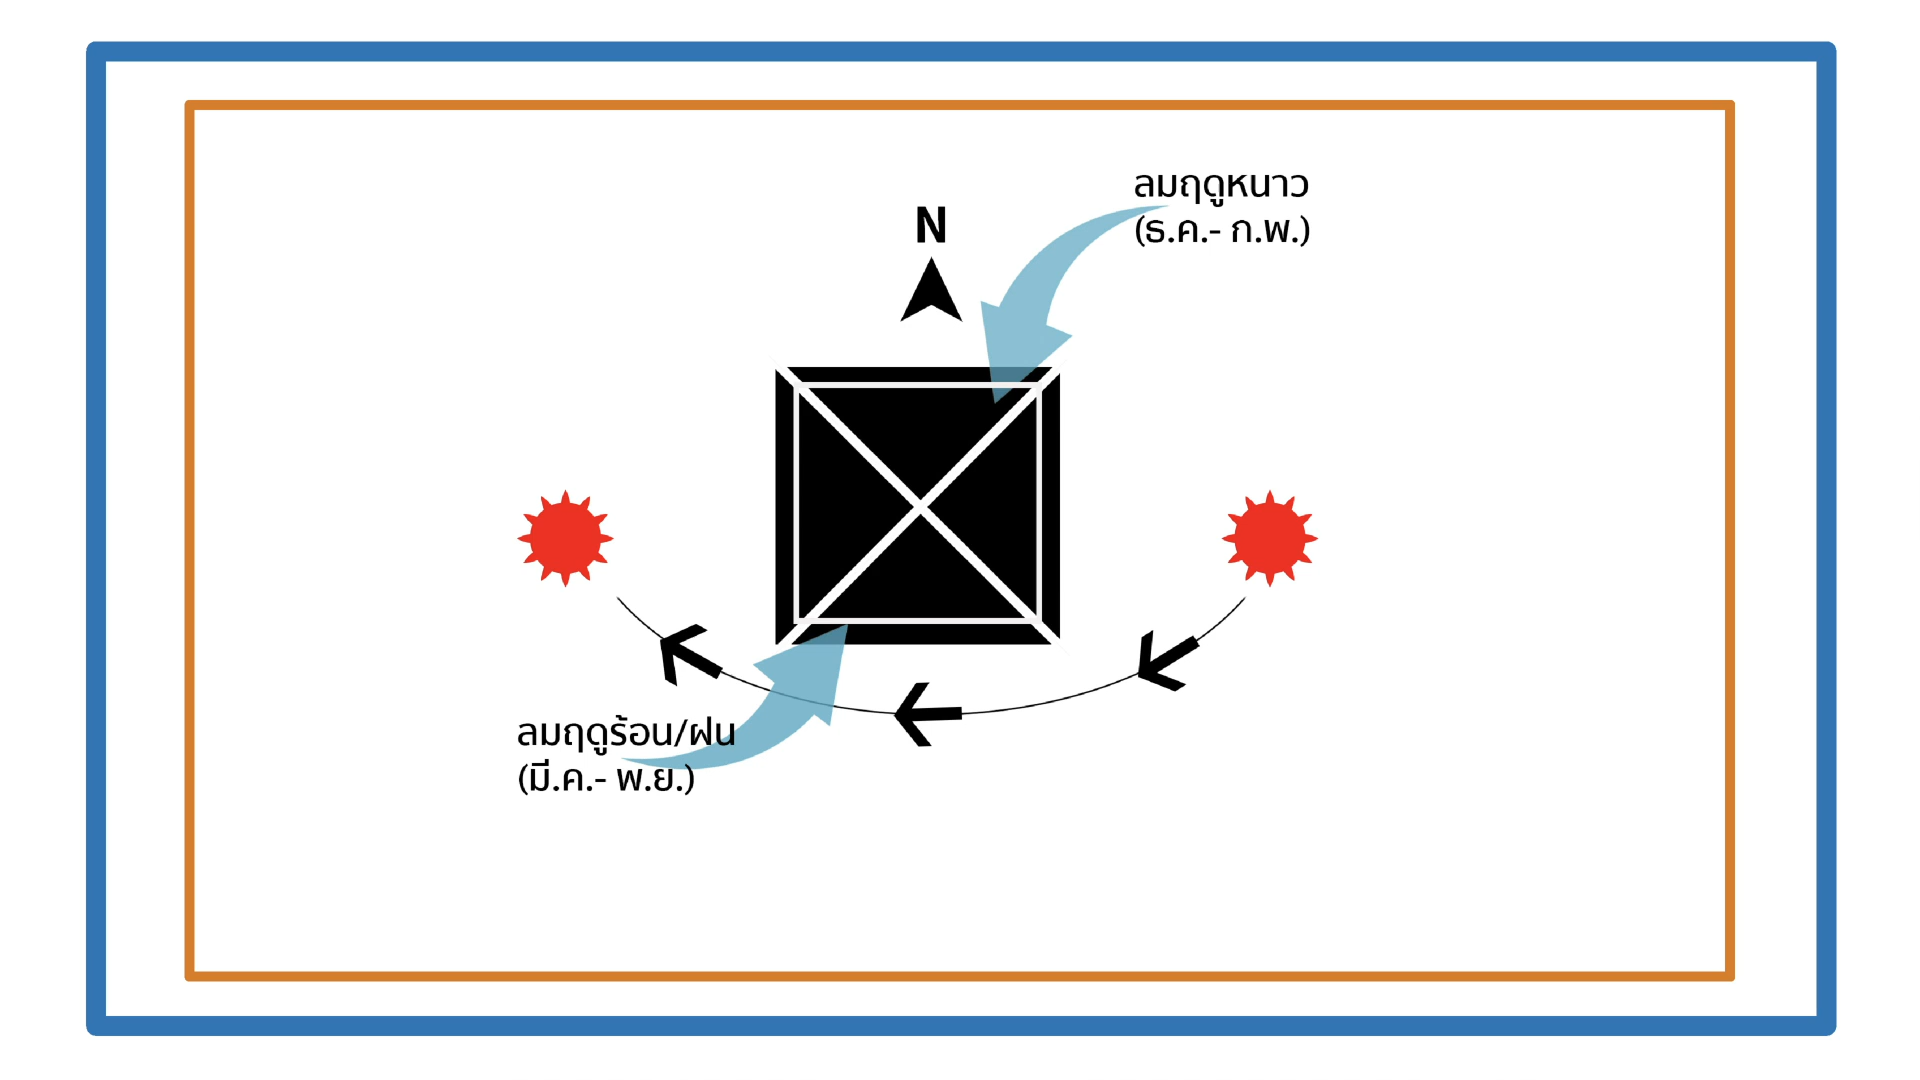 ลมฤดูหนาว
(ธ.ค.- ก.พ.)
N
ลมฤดูร้อน/ฝน
(มี.ค.- พ.ย.)